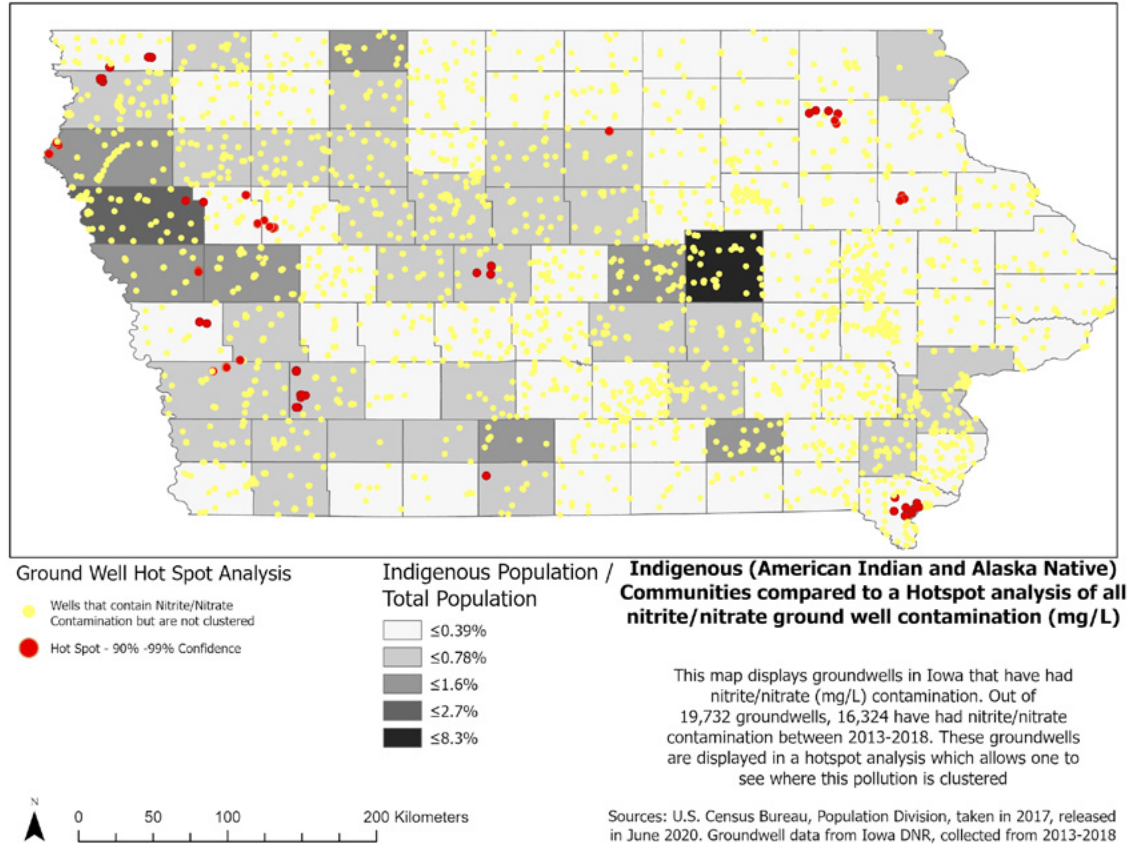 Ground Well Hot Spot Analysis
Wells that contain Nitrite/Nitrate
Contamination but are not clustered
Hot Spot - 90% -99% Confidence
Indigenous Population /
Total Population
≤0.39%
≤0.78%
≤1.6%
≤2.7%
≤8.3%
Indigenous (American Indian and Alaska Native)
Communities compared to a Hotspot analysis of all
nitrite/nitrate ground well contamination (mg/L)
This map displays groundwells in Iowa that have had
nitrite/nitrate (mg/L) contamination. Out of
19,732 groundwells, 16,324 have had nitrite/nitrate
contamination between 2013-2018. These groundwells
are displayed in a hotspot analysis which allows one to
see where this pollution is clustered
N
0 50 100 200 Kilometers
Sources: U.S. Census Bureau, Population Division, taken in 2017, released
in June 2020. Groundwell data from Iowa DNR, collected from 2013-2018